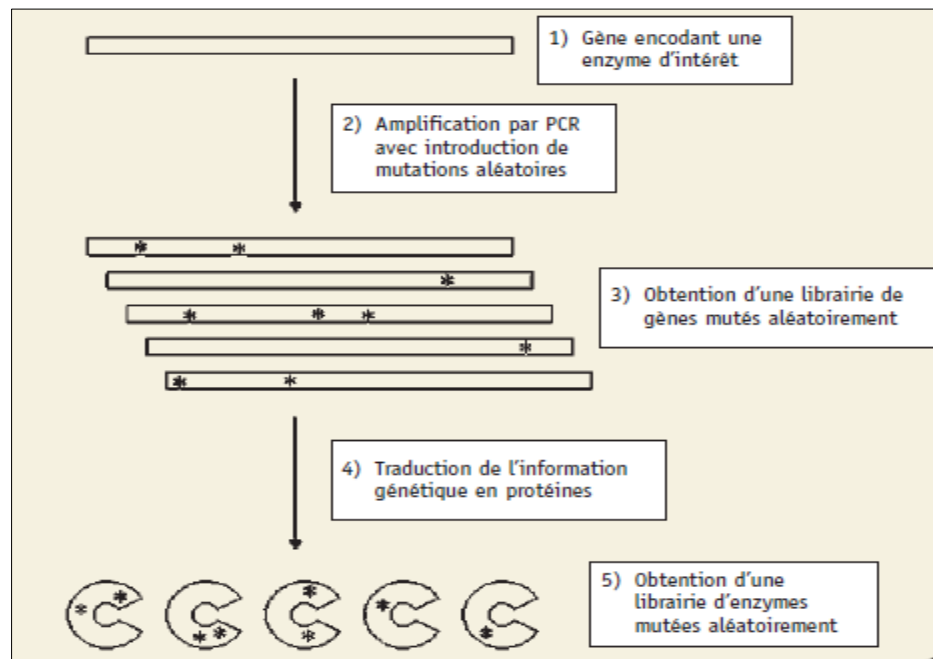 1) Gène encodant une
enzyme d'intérêt
2) Amplification par PCR
avec introduction de
mutations aléatoires
3) Obtention d'une librairie de
gènes mutés aléatoirement
4) Traduction de l'information
génétique en protéines
5) Obtention d'une
librairie d'enzymes
mutées aléatoirement